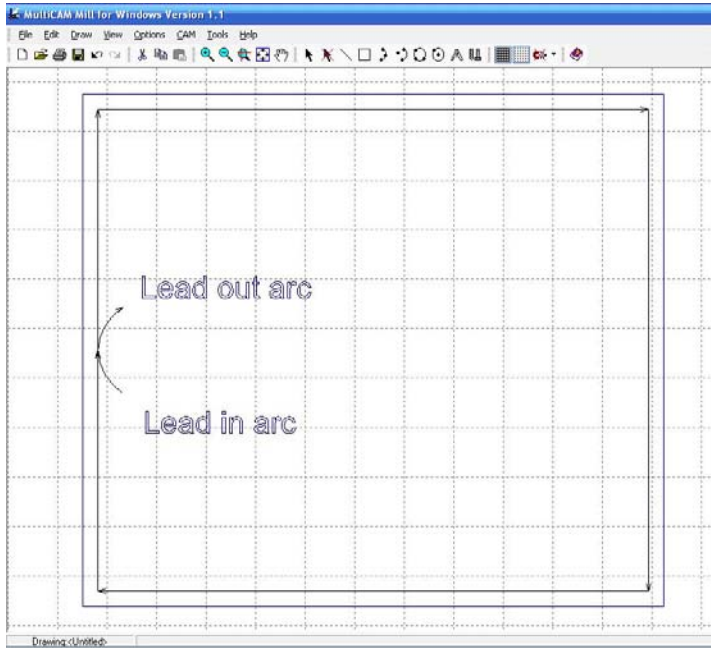 MultiCAM Mill for Windows Version 1.1
File Edit Draw View Options CAM Tools Help
Lead out arc
Lead in arc
Drawing:<Untitled>